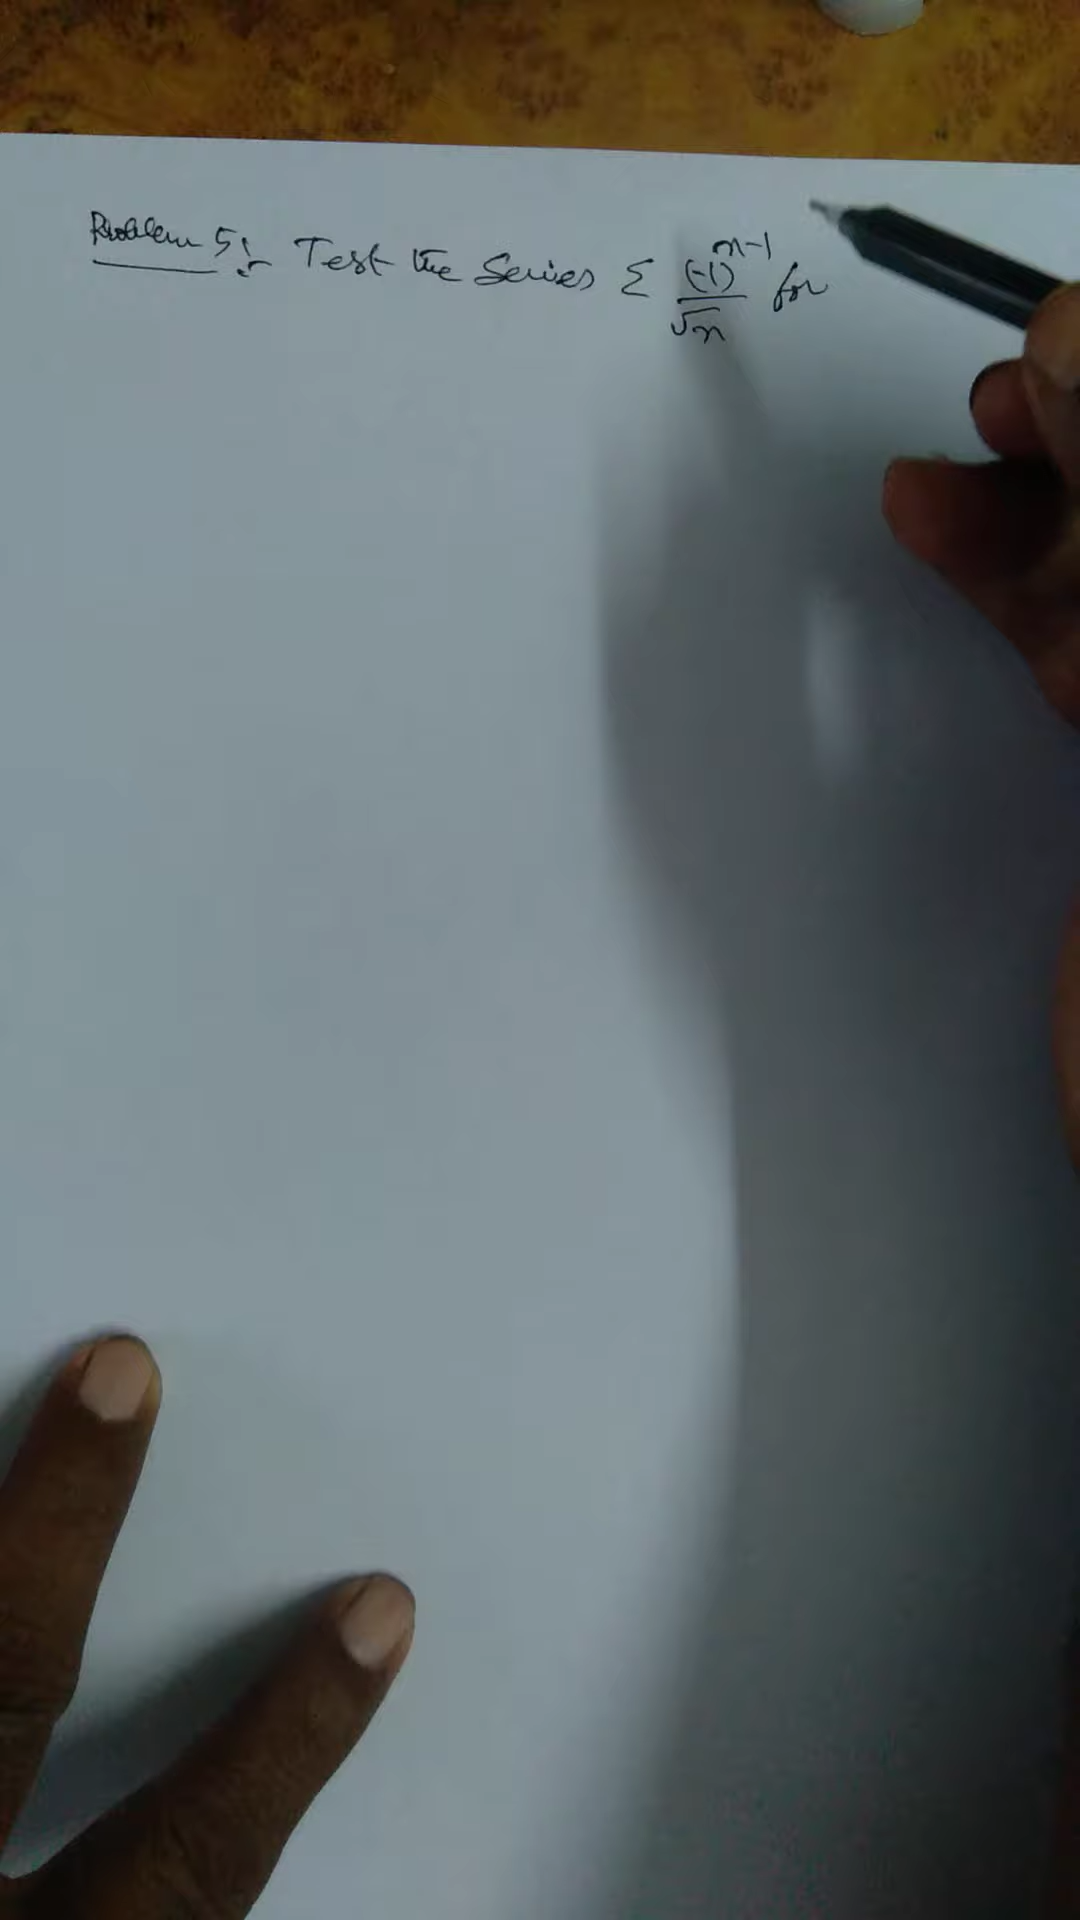 Problem 5:- Test the Series Σ (-1)^{n-1}/√n for